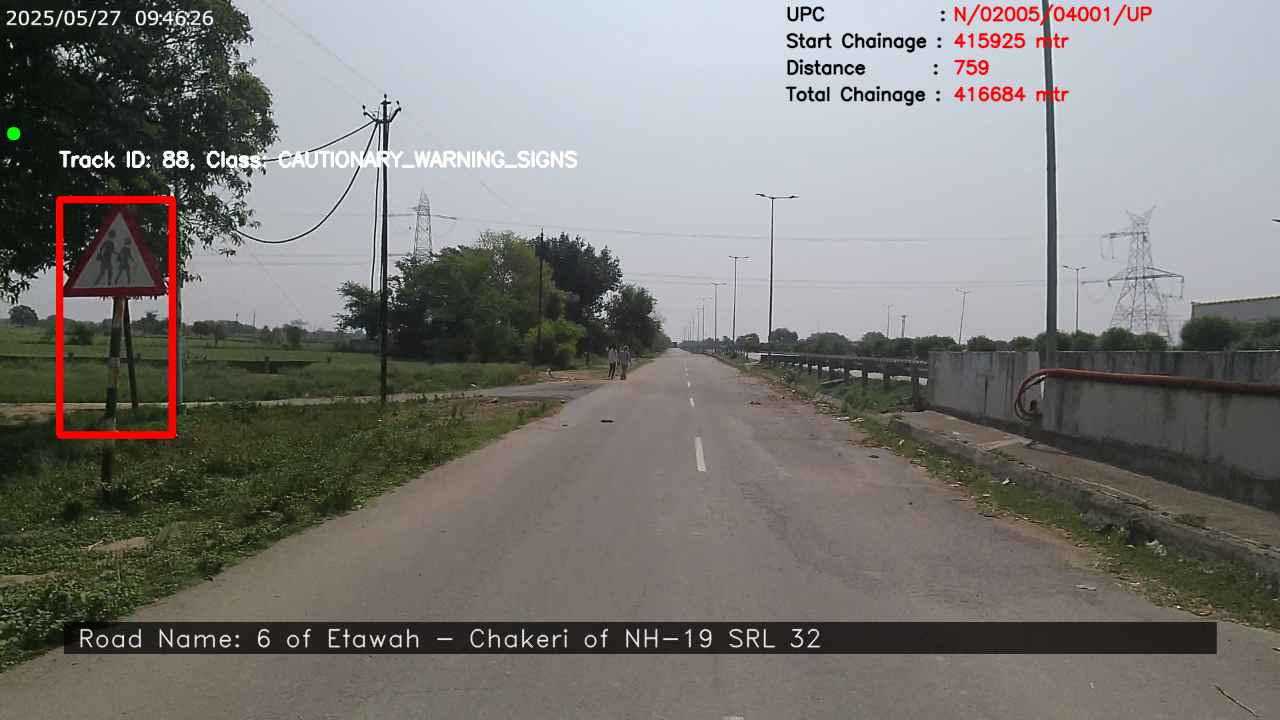 2025/05/27 09:46:26
UPC : N/02005/04001/UP
Start Chainage : 415925 mtr
Distance : 759
Total Chainage : 416684 mtr
Track ID: 88, Class: CAUTIONARY_WARNING_SIGNS
Road Name: 6 of Etawah - Chakeri of NH-19 SRL 32